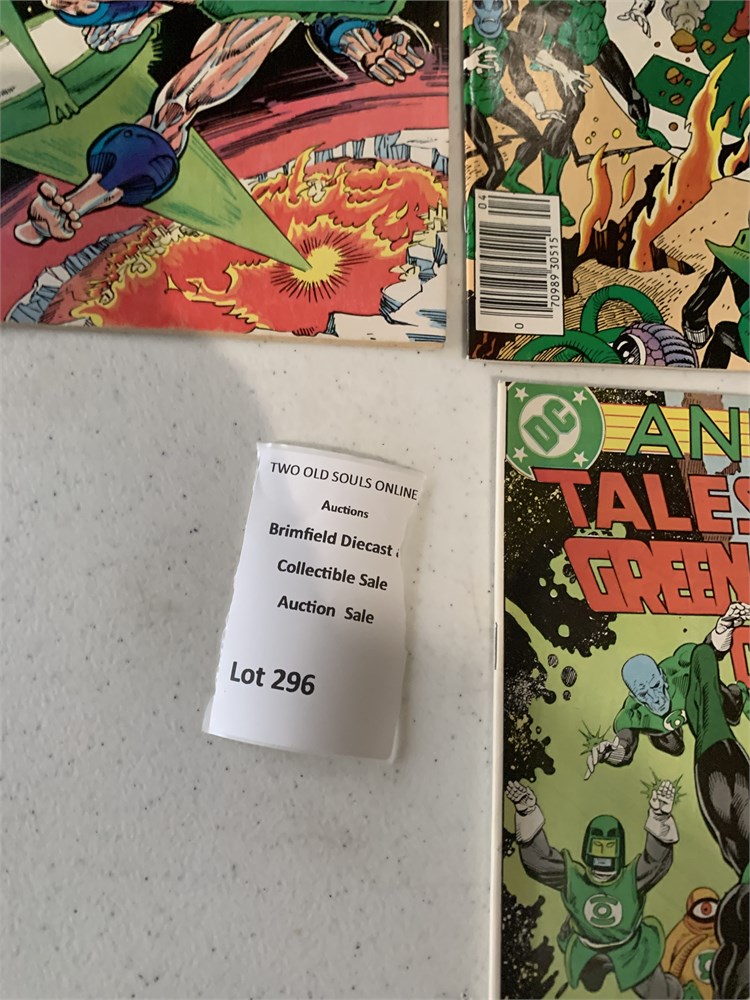 04
0 70989 30515
DC
AN
TALES
GREEN
TWO OLD SOULS ONLINE
Auctions
Brimfield Diecast
Collectible Sale
Auction Sale
Lot 296